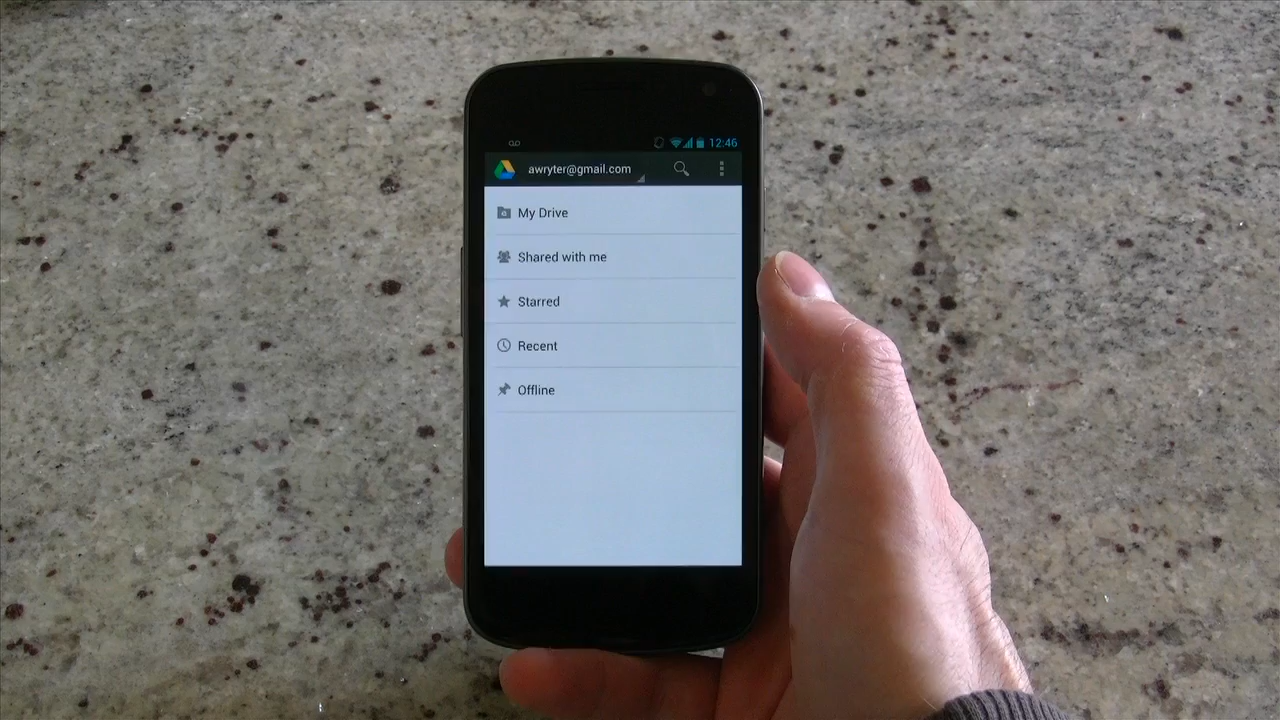 12:46
awryter@gmail.com
My Drive
Shared with me
Starred
Recent
Offline